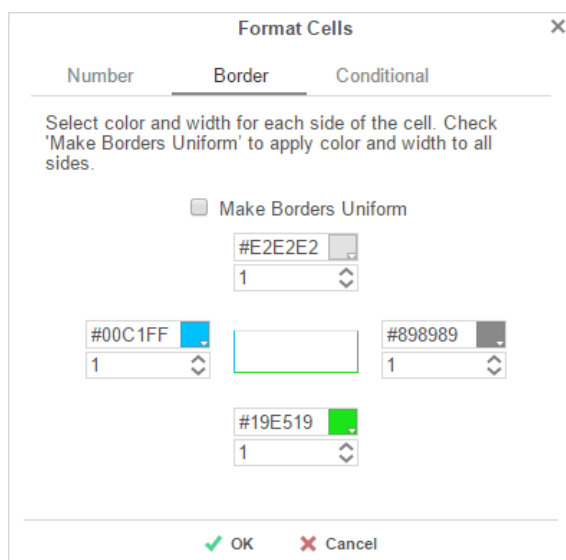 Format Cells
Number Border Conditional
Select color and width for each side of the cell. Check
'Make Borders Uniform' to apply color and width to all
sides.
Make Borders Uniform
#E2E2E2
1
#00C1FF #898989
1 1
#19E519
1
OK Cancel